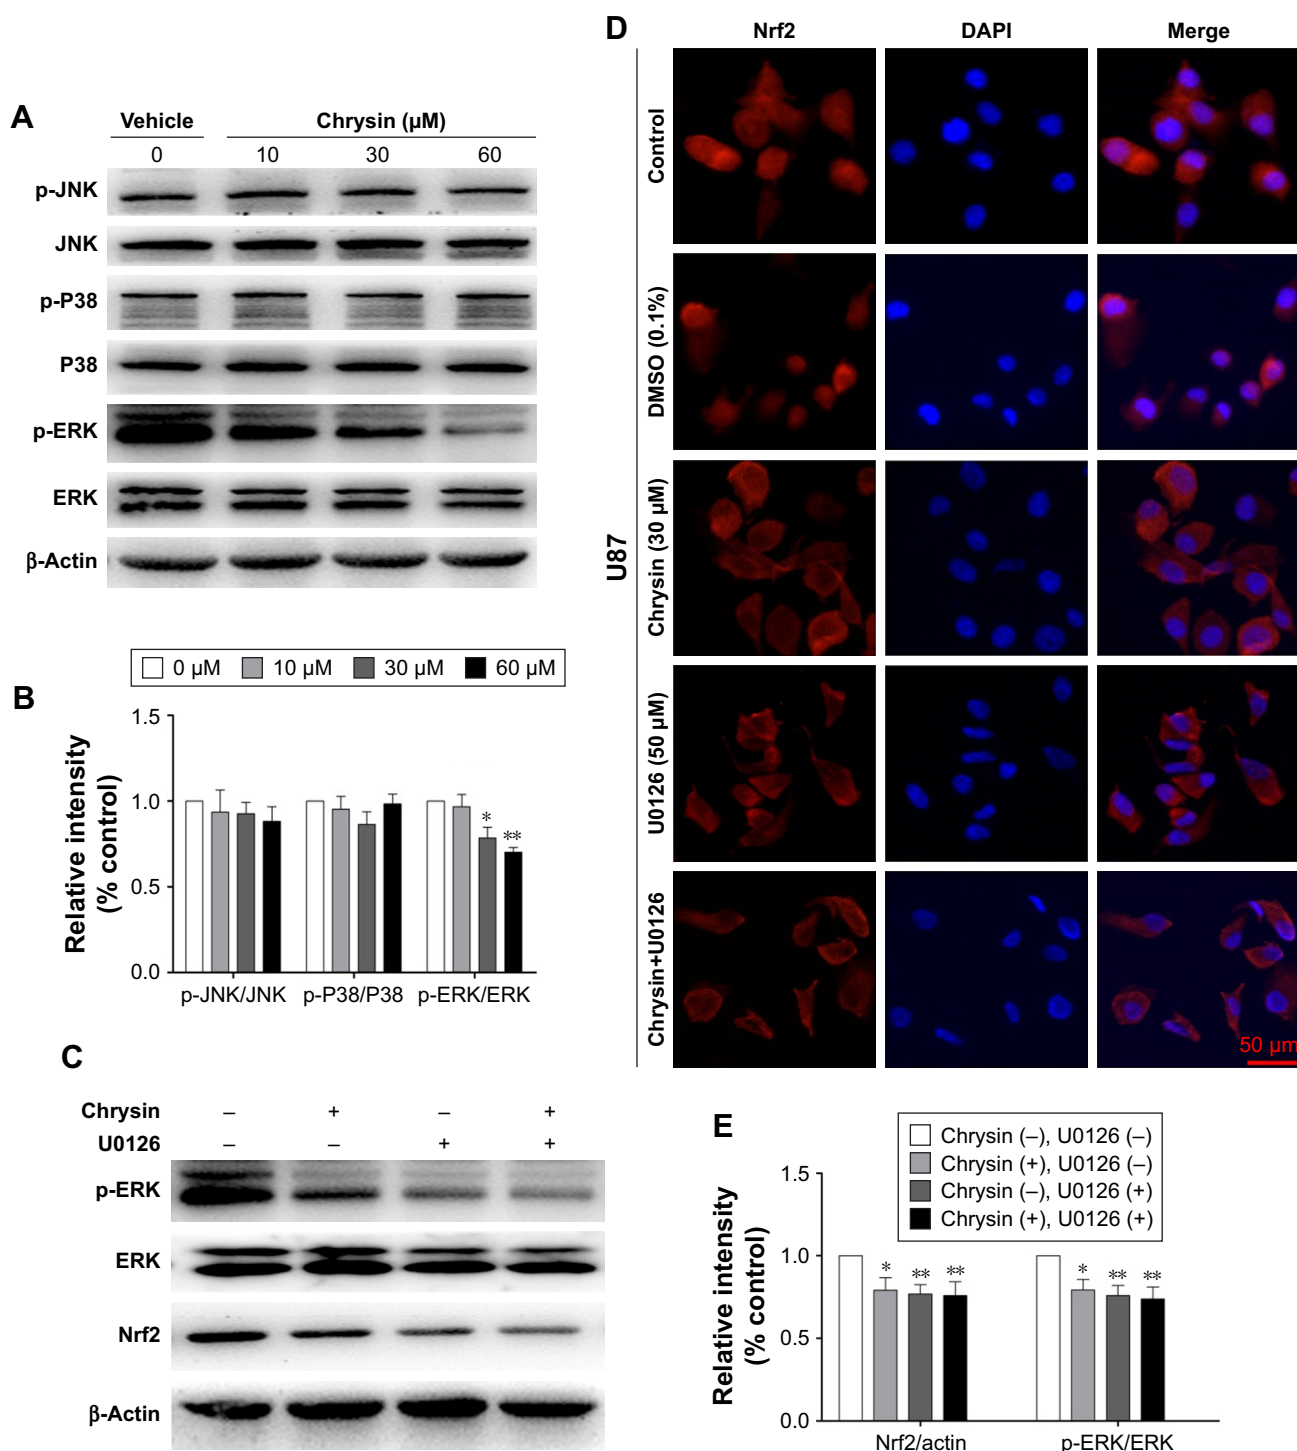 A
Vehicle Chrysin (µM)
0 10 30 60
p-JNK
JNK
p-P38
P38
p-ERK
ERK
β-Actin
0 µM 10 µM 30 µM 60 µM
B
Relative intensity
(% control)
1.5
1.0
0.5
0.0
* **
p-JNK/JNK p-P38/P38 p-ERK/ERK
C
Chrysin – + – +
U0126 – – + +
p-ERK
ERK
Nrf2
β-Actin
D
Nrf2 DAPI Merge
U87
Control
DMSO (0.1%)
Chrysin (30 µM)
U0126 (50 µM)
Chrysin+U0126
50 µm
E
Chrysin (–), U0126 (–)
Chrysin (+), U0126 (–)
Chrysin (–), U0126 (+)
Chrysin (+), U0126 (+)
Relative intensity
(% control)
1.5
1.0
0.5
0.0
* ** ** * ** **
Nrf2/actin p-ERK/ERK